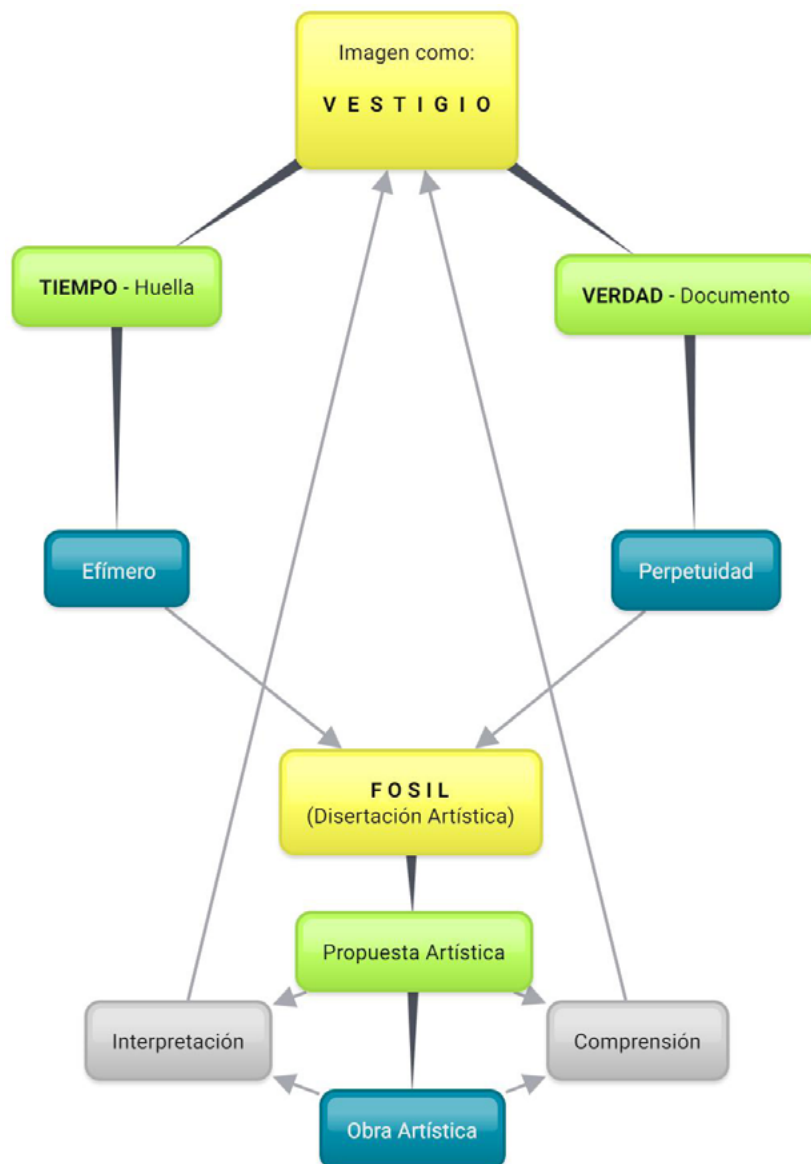 Imagen como:
V E S T I G I O
TIEMPO - Huella
VERDAD - Documento
Efímero
Perpetuidad
F O S I L
(Disertación Artística)
Propuesta Artística
Interpretación
Comprensión
Obra Artística